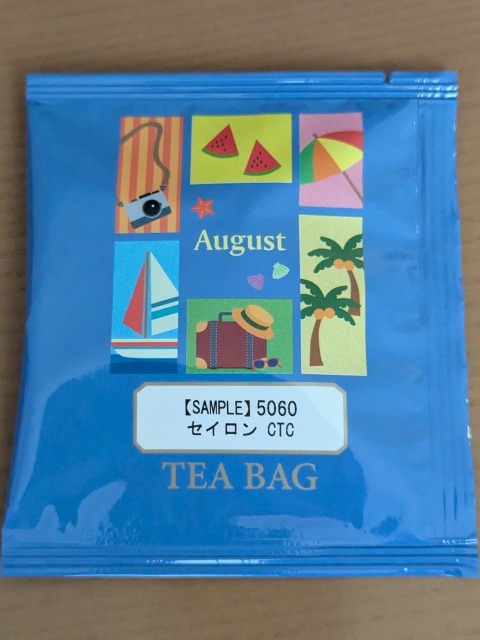 August
【SAMPLE】5060
セイロン CTC
TEA BAG